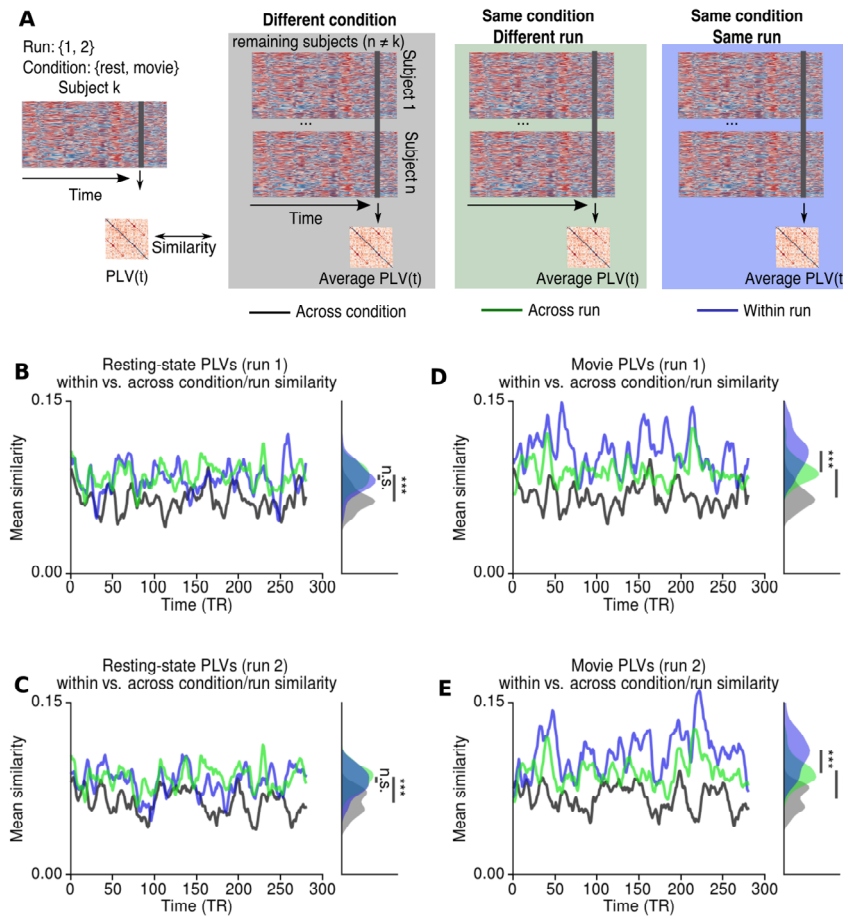 A
Run: {1, 2}
Condition: {rest, movie}
Subject k
Time
PLV(t)
Similarity
Different condition
remaining subjects (n ≠ k)
Subject 1
...
Subject n
Time
Average PLV(t)
Same condition
Different run
...
Average PLV(t)
Same condition
Same run
...
Average PLV(t)
Across condition
Across run
Within run
B
Resting-state PLVs (run 1)
within vs. across condition/run similarity
0.15
Mean similarity
0.00
0 50 100 150 200 250 300
Time (TR)
n.s.
***
D
Movie PLVs (run 1)
within vs. across condition/run similarity
0.15
Mean similarity
0.00
0 50 100 150 200 250 300
Time (TR)
***
C
Resting-state PLVs (run 2)
within vs. across condition/run similarity
0.15
Mean similarity
0.00
0 50 100 150 200 250 300
Time (TR)
n.s.
***
E
Movie PLVs (run 2)
within vs. across condition/run similarity
0.15
Mean similarity
0.00
0 50 100 150 200 250 300
Time (TR)
***